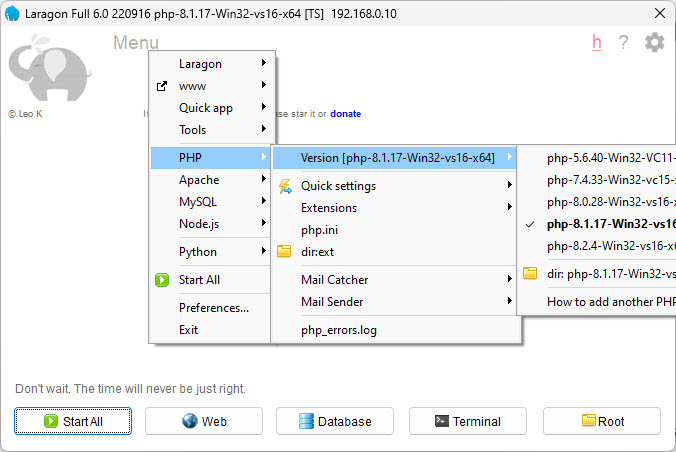 Laragon Full 6.0 220916 php-8.1.17-Win32-vs16-x64 [TS] 192.168.0.10
Menu
h ?
© Leo K
se star it or donate
Laragon
www
Quick app
Tools
PHP
Apache
MySQL
Node.js
Python
Start All
Preferences...
Exit
Version [php-8.1.17-Win32-vs16-x64]
Quick settings
Extensions
php.ini
dir:ext
Mail Catcher
Mail Sender
php_errors.log
php-5.6.40-Win32-VC11-
php-7.4.33-Win32-vc15-
php-8.0.28-Win32-vs16-x
php-8.1.17-Win32-vs16
php-8.2.4-Win32-vs16-x6
dir: php-8.1.17-Win32-vs
How to add another PHP
Don't wait. The time will never be just right.
Start All
Web
Database
Terminal
Root